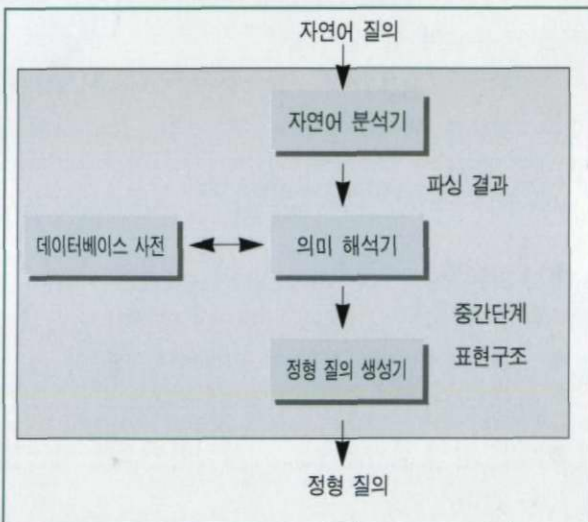 자연어 질의
자연어 분석기
파싱 결과
데이터베이스 사전
의미 해석기
중간단계
표현구조
정형 질의 생성기
정형 질의